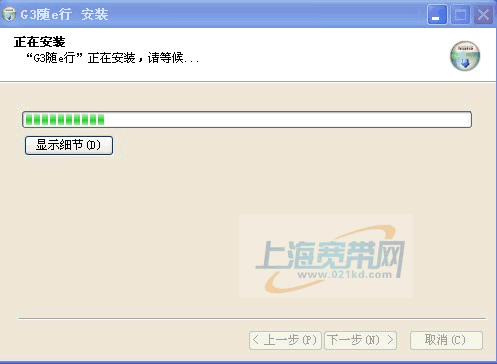 G3随e行 安装
正在安装
“G3随e行”正在安装，请等候...
显示细节(D)
上海宽带网
www.021kd.com
< 上一步(P) 下一步(N) > 取消(C)